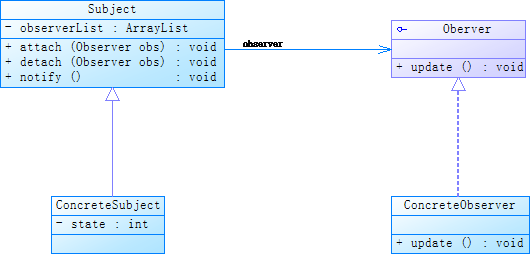 Subject
- observerList : ArrayList
+ attach (Observer obs) : void
+ detach (Observer obs) : void
+ notify () : void
observer
Oberver
+ update () : void
ConcreteSubject
- state : int
ConcreteObserver
+ update () : void